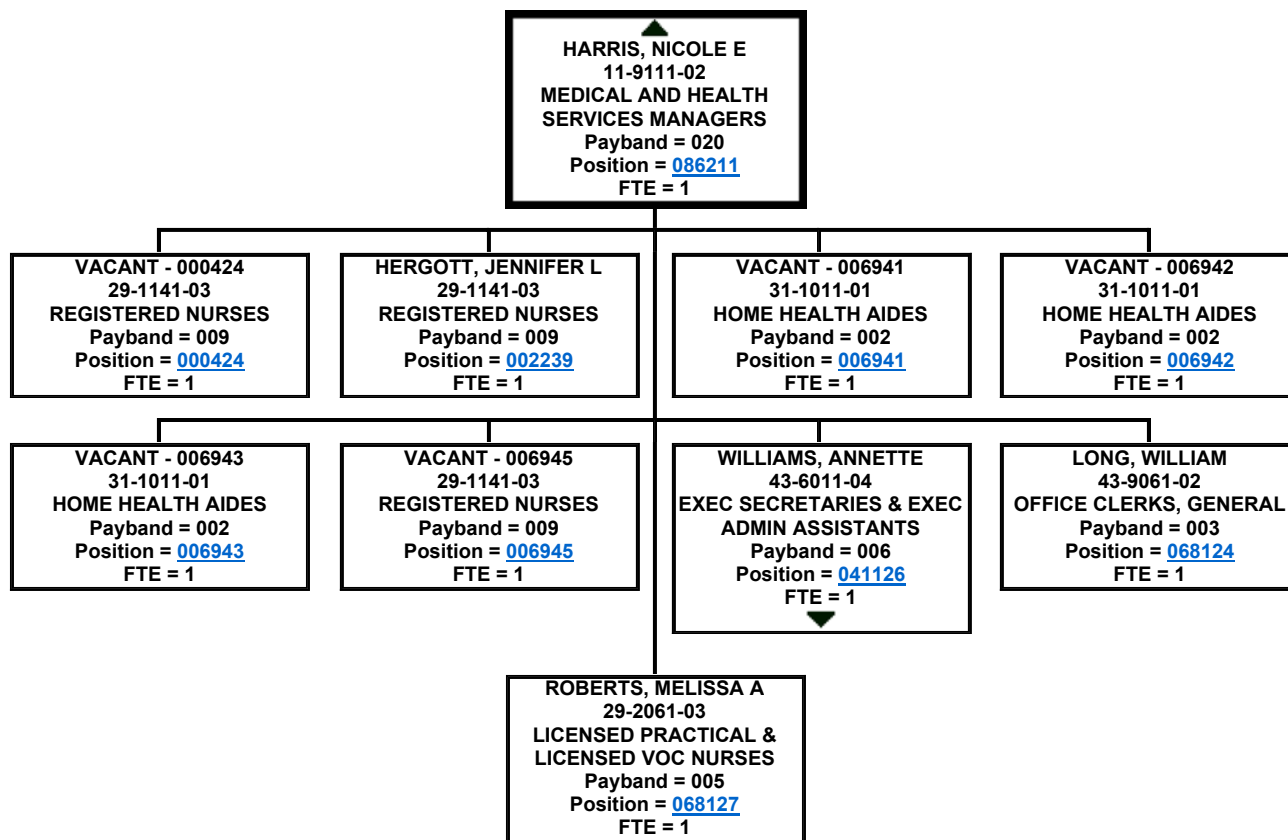 HARRIS, NICOLE E
11-9111-02
MEDICAL AND HEALTH
SERVICES MANAGERS
Payband = 020
Position = 086211
FTE = 1
VACANT - 000424
29-1141-03
REGISTERED NURSES
Payband = 009
Position = 000424
FTE = 1
HERGOTT, JENNIFER L
29-1141-03
REGISTERED NURSES
Payband = 009
Position = 002239
FTE = 1
VACANT - 006941
31-1011-01
HOME HEALTH AIDES
Payband = 002
Position = 006941
FTE = 1
VACANT - 006942
31-1011-01
HOME HEALTH AIDES
Payband = 002
Position = 006942
FTE = 1
VACANT - 006943
31-1011-01
HOME HEALTH AIDES
Payband = 002
Position = 006943
FTE = 1
VACANT - 006945
29-1141-03
REGISTERED NURSES
Payband = 009
Position = 006945
FTE = 1
WILLIAMS, ANNETTE
43-6011-04
EXEC SECRETARIES & EXEC
ADMIN ASSISTANTS
Payband = 006
Position = 041126
FTE = 1
LONG, WILLIAM
43-9061-02
OFFICE CLERKS, GENERAL
Payband = 003
Position = 068124
FTE = 1
ROBERTS, MELISSA A
29-2061-03
LICENSED PRACTICAL &
LICENSED VOC NURSES
Payband = 005
Position = 068127
FTE = 1